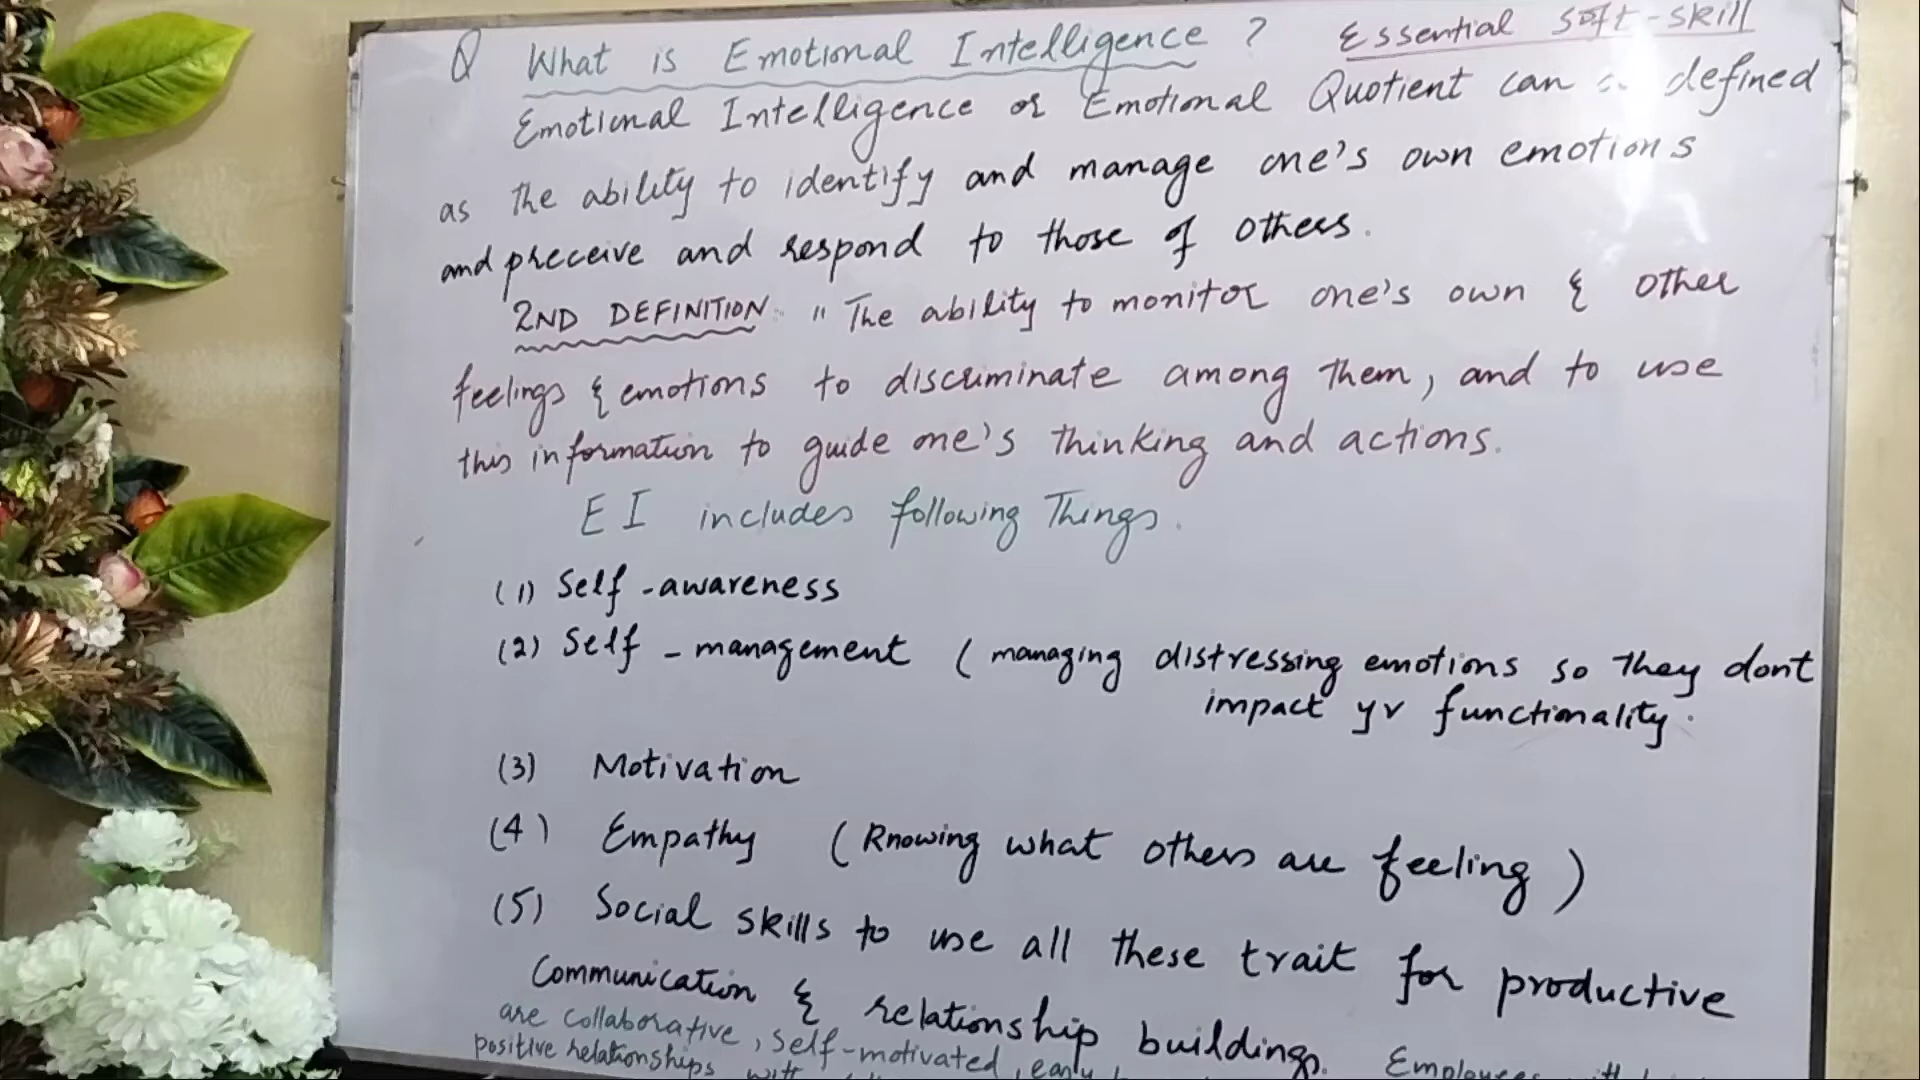 Q What is Emotional Intelligence ? Essential soft-skill
Emotional Intelligence or Emotional Quotient can defined
as the ability to identify and manage one's own emotions
and preceive and respond to those of others.
2ND DEFINITION " The ability to monitor one's own & other
feelings & emotions to discriminate among them, and to use
this information to guide one's thinking and actions.
EI includes following Things.
(1) Self-awareness
(2) Self-management ( managing distressing emotions so they dont
impact yr functionality.
(3) Motivation
(4) Empathy ( Knowing what others are feeling )
(5) Social skills to use all these trait for productive
Communication & relationship buildings.
are collaborative, self-motivated,
positive relationships